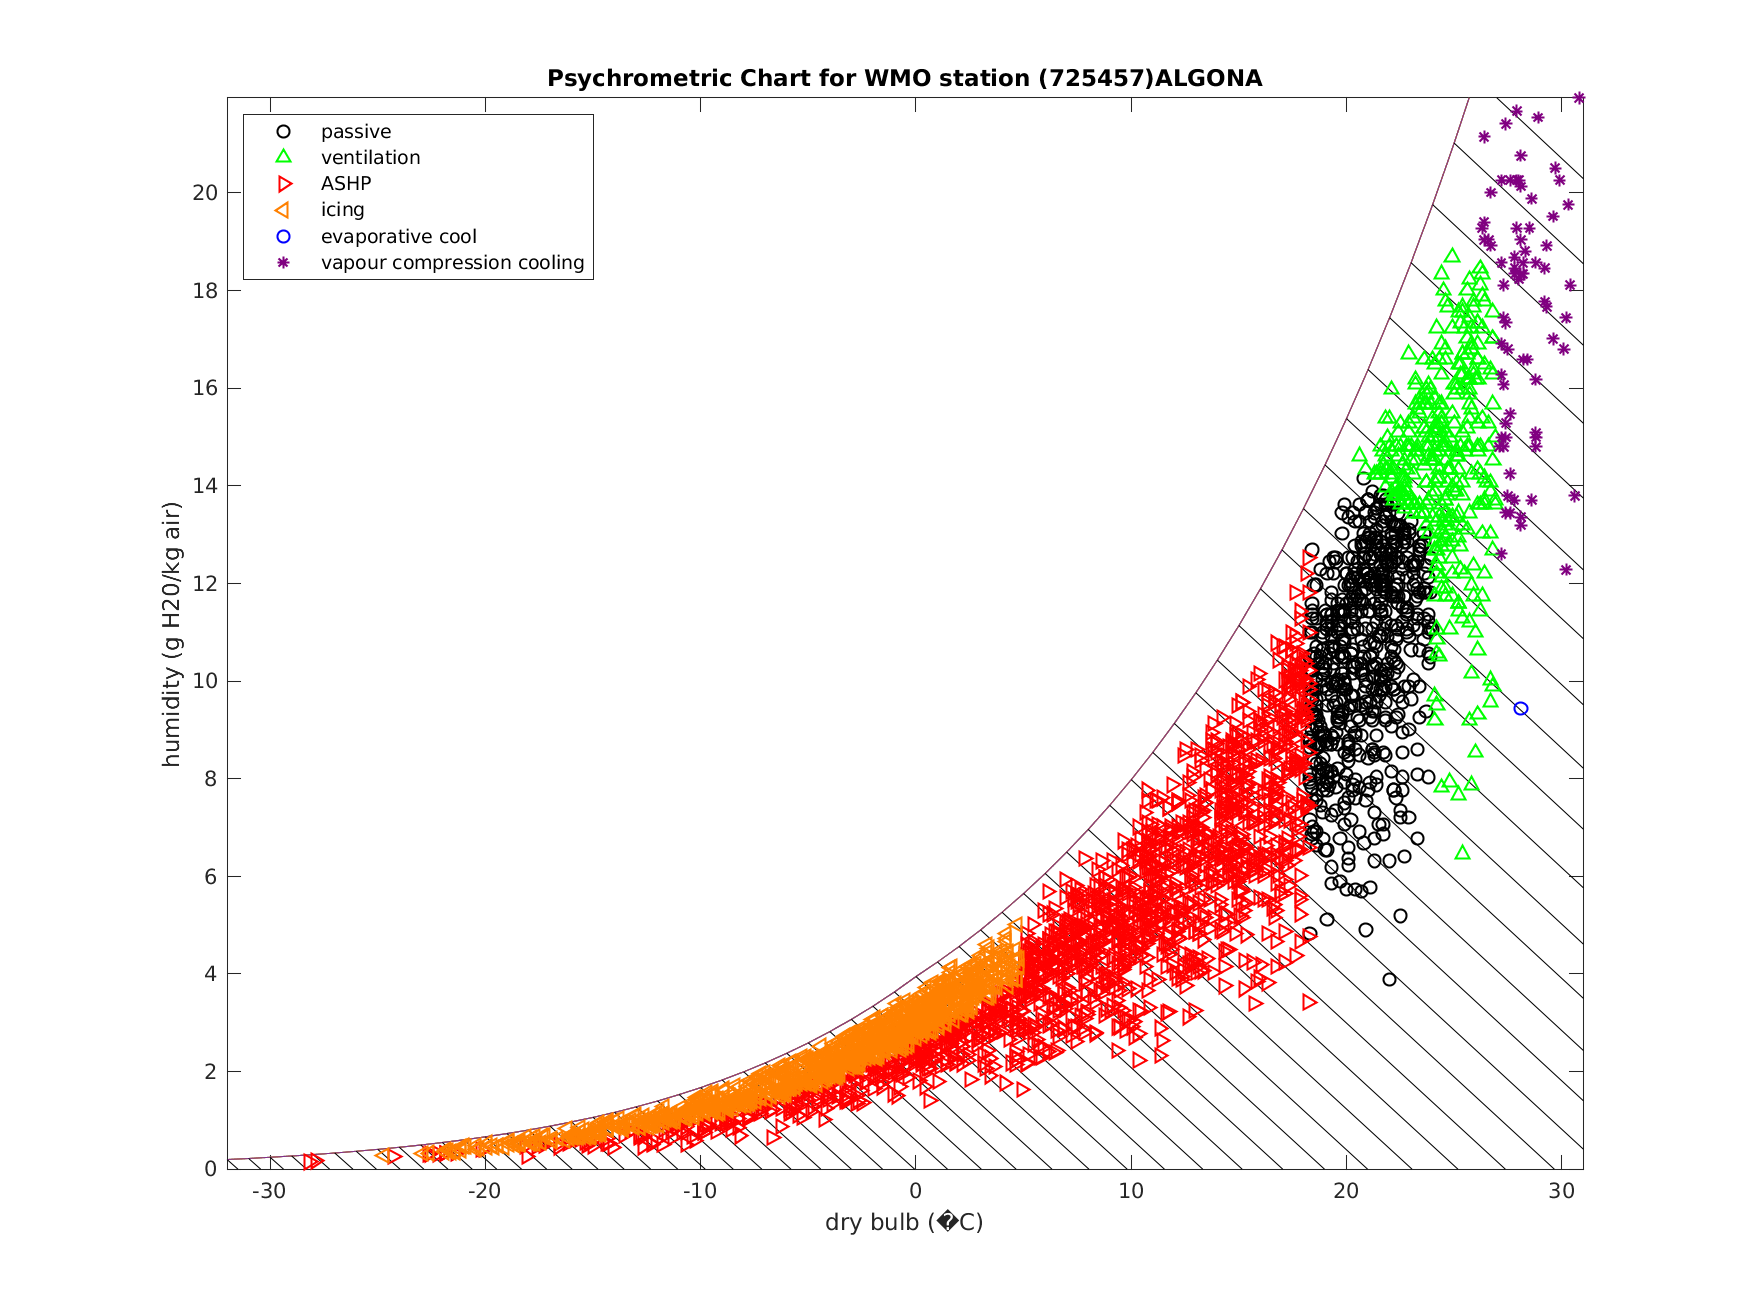 Psychrometric Chart for WMO station (725457)ALGONA
passive
ventilation
ASHP
icing
evaporative cool
vapour compression cooling
20
18
16
14
12
10
8
6
4
2
0
humidity (g H20/kg air)
-30 -20 -10 0 10 20 30
dry bulb (�C)